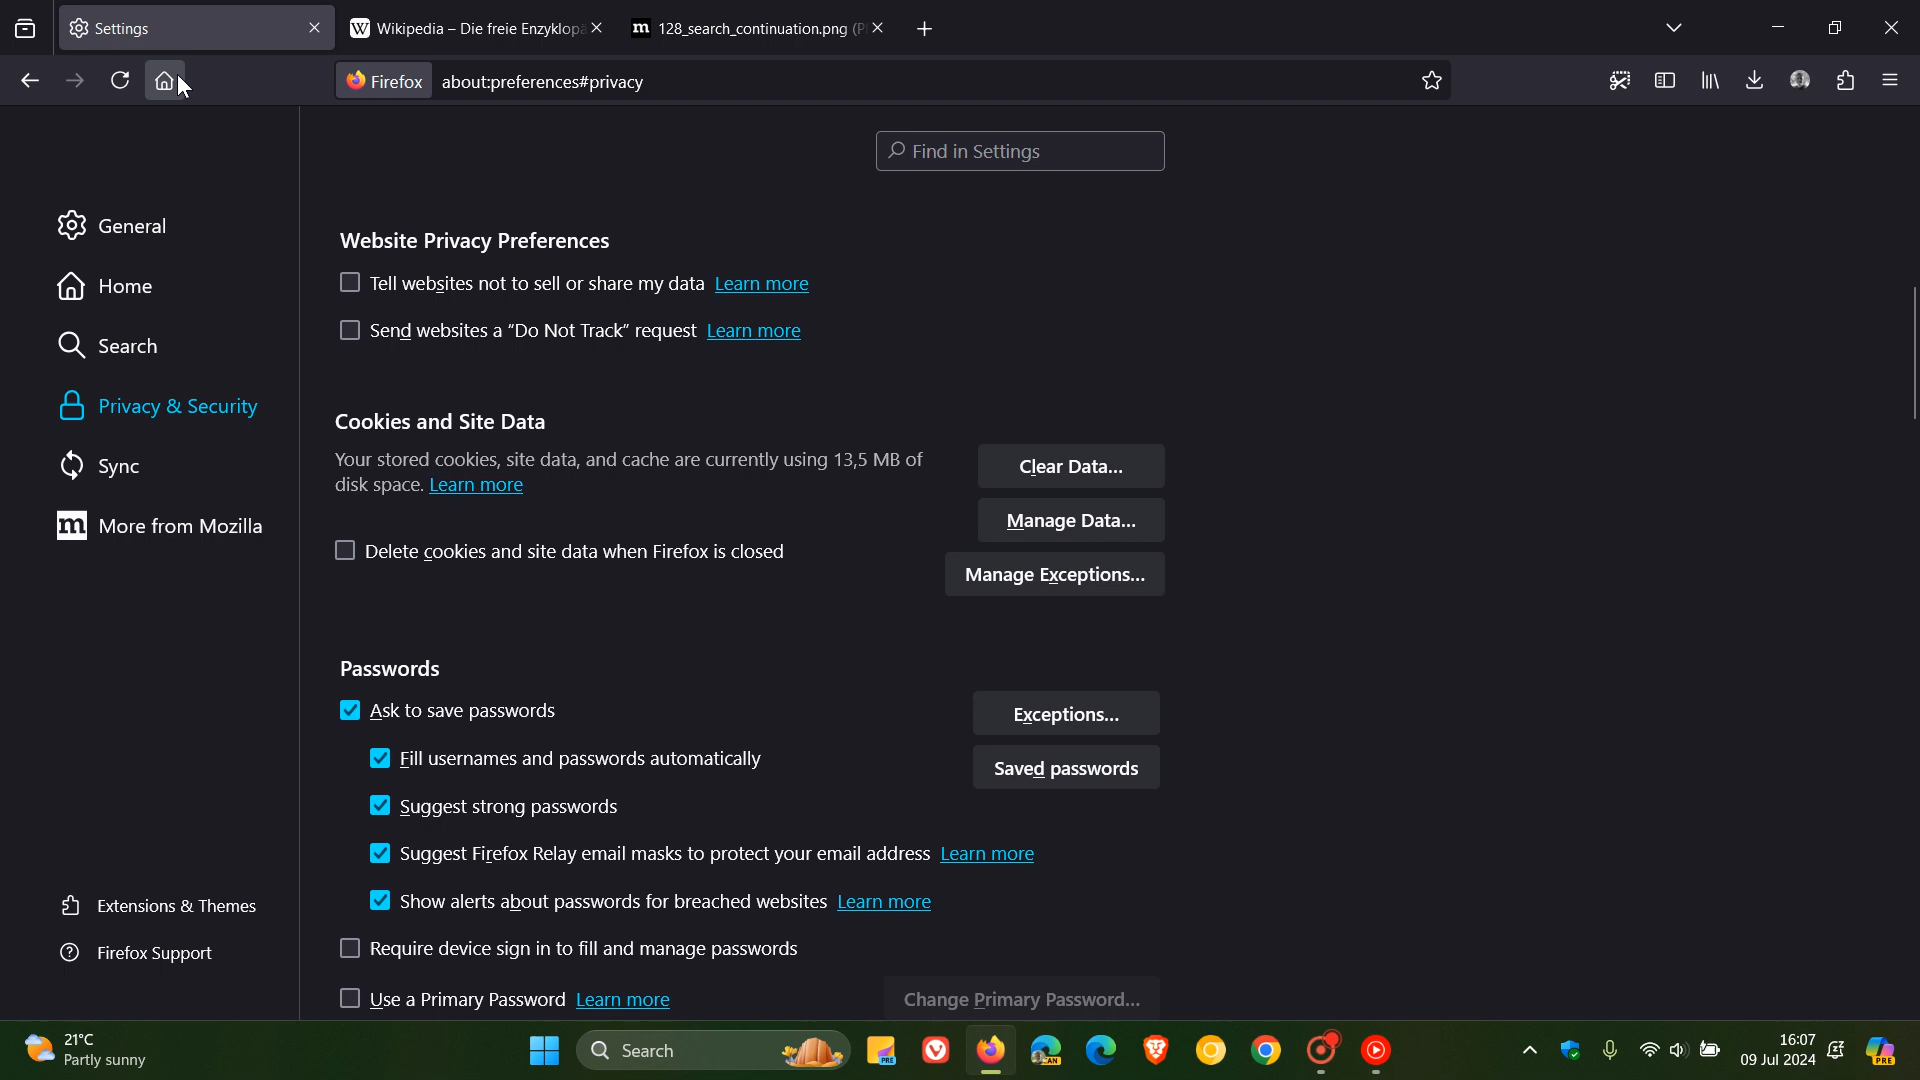 Settings
Wikipedia – Die freie Enzyklopä
128_search_continuation.png (P
Firefox
about:preferences#privacy
Find in Settings
General
Home
Search
Privacy & Security
Sync
More from Mozilla
Extensions & Themes
Firefox Support
Website Privacy Preferences
Tell websites not to sell or share my data Learn more
Send websites a “Do Not Track” request Learn more
Cookies and Site Data
Your stored cookies, site data, and cache are currently using 13,5 MB of
disk space. Learn more
Clear Data...
Manage Data...
Delete cookies and site data when Firefox is closed
Manage Exceptions...
Passwords
Ask to save passwords
Exceptions...
Fill usernames and passwords automatically
Saved passwords
Suggest strong passwords
Suggest Firefox Relay email masks to protect your email address Learn more
Show alerts about passwords for breached websites Learn more
Require device sign in to fill and manage passwords
Use a Primary Password Learn more
Change Primary Password...
21°C
Partly sunny
Search
PRE
CAN
16:07
09 Jul 2024
PRE